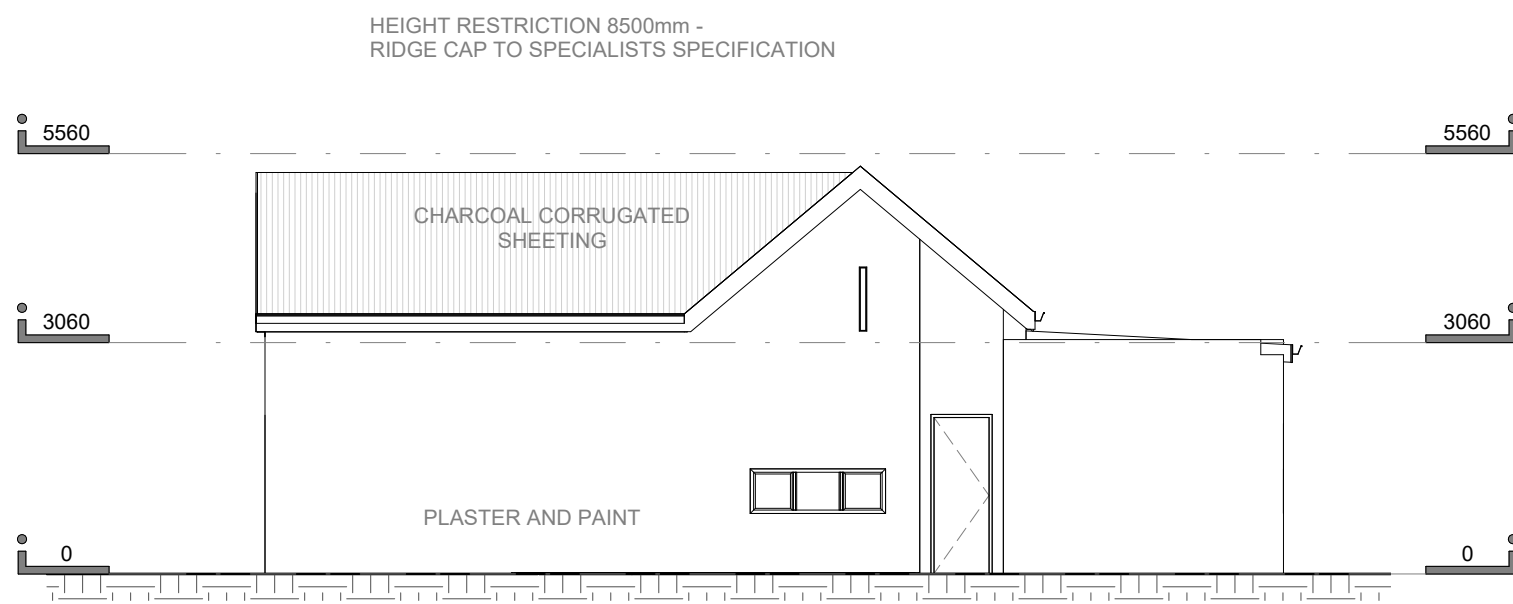 HEIGHT RESTRICTION 8500mm -
RIDGE CAP TO SPECIALISTS SPECIFICATION
5560 5560
CHARCOAL CORRUGATED
SHEETING
3060 3060
PLASTER AND PAINT
0 0